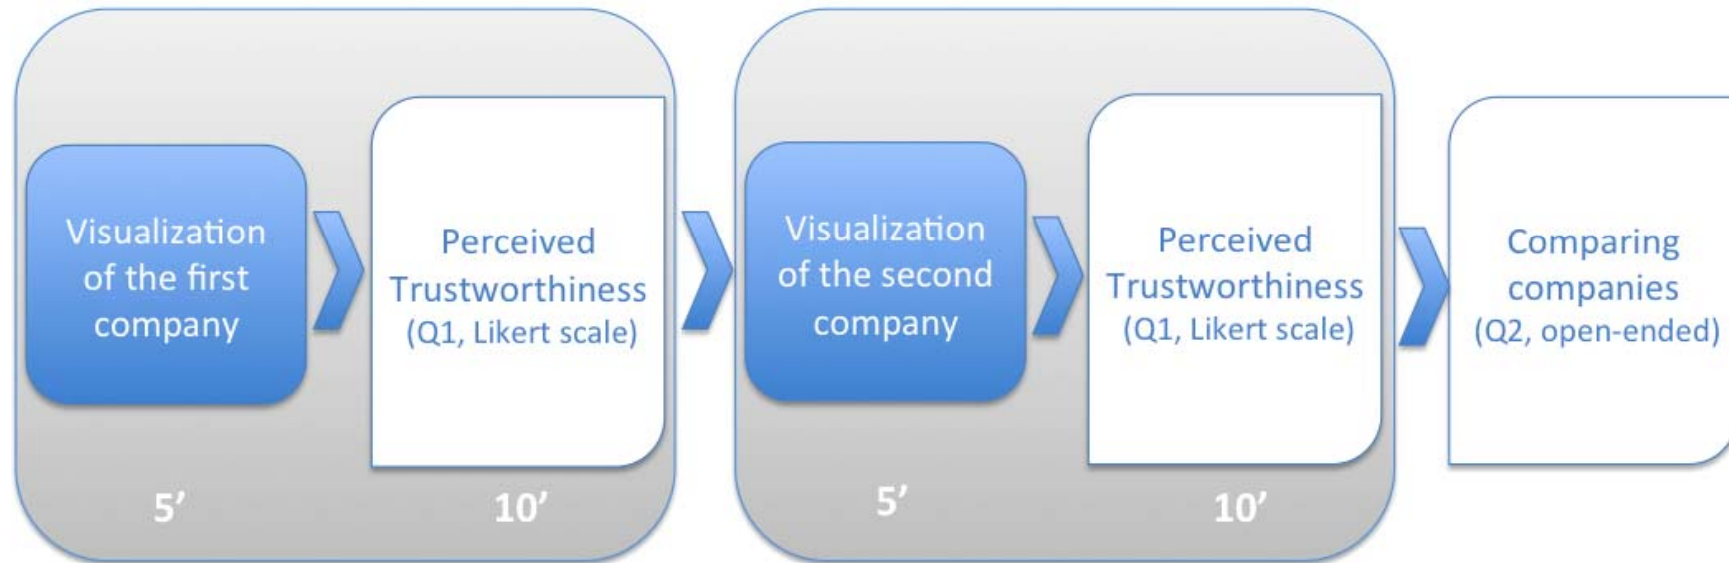 Visualization
of the first
company
Perceived
Trustworthiness
(Q1, Likert scale)
Visualization
of the second
company
Perceived
Trustworthiness
(Q1, Likert scale)
Comparing
companies
(Q2, open-ended)
5’
10’
5’
10’